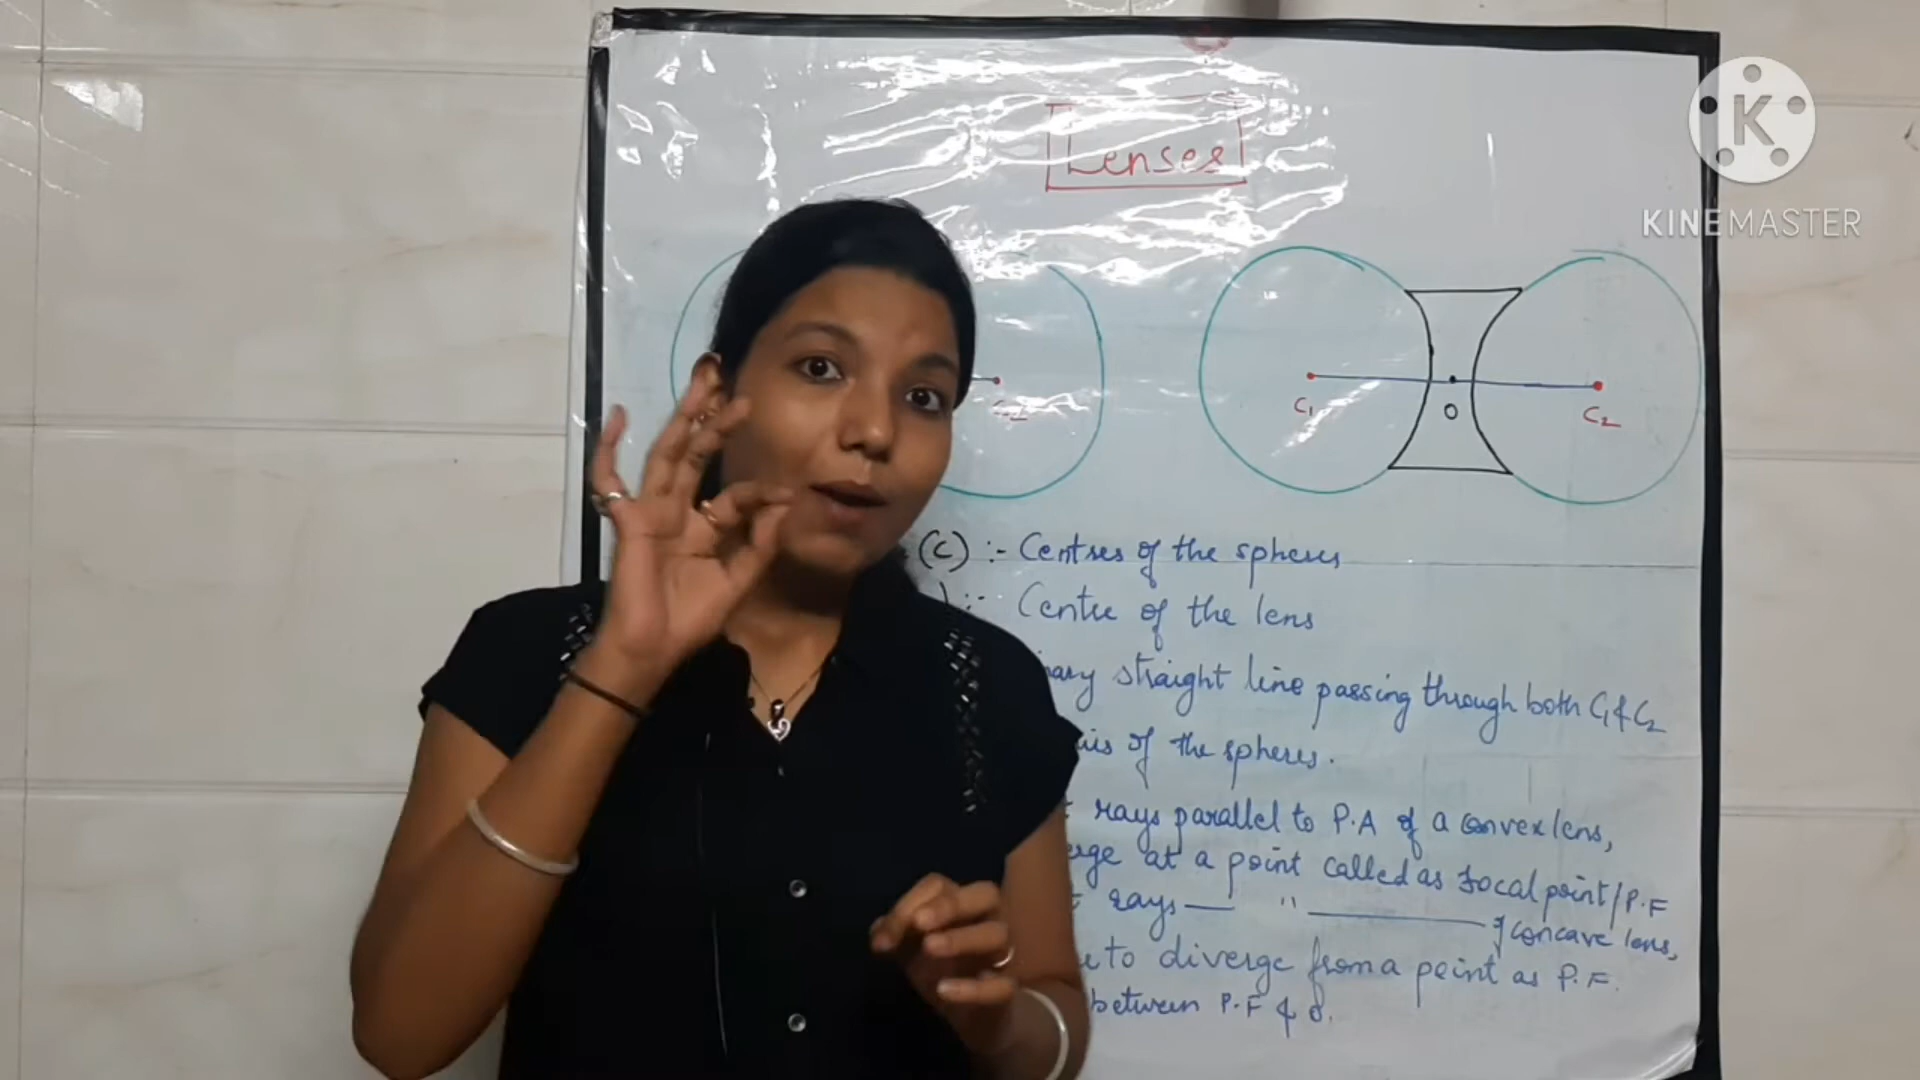 Lenses
KINEMASTER
K
C₁
O
C₂
(C) :- Centres of the spheres
) :- Centre of the lens
nary straight line passing through both C₁ & C₂
of the spheres.
rays parallel to P.A of a convex lens,
erge at a point called as focal point/P.F
rays — " — of concave lens,
to diverge from a point as P.F.
between P.F & O.